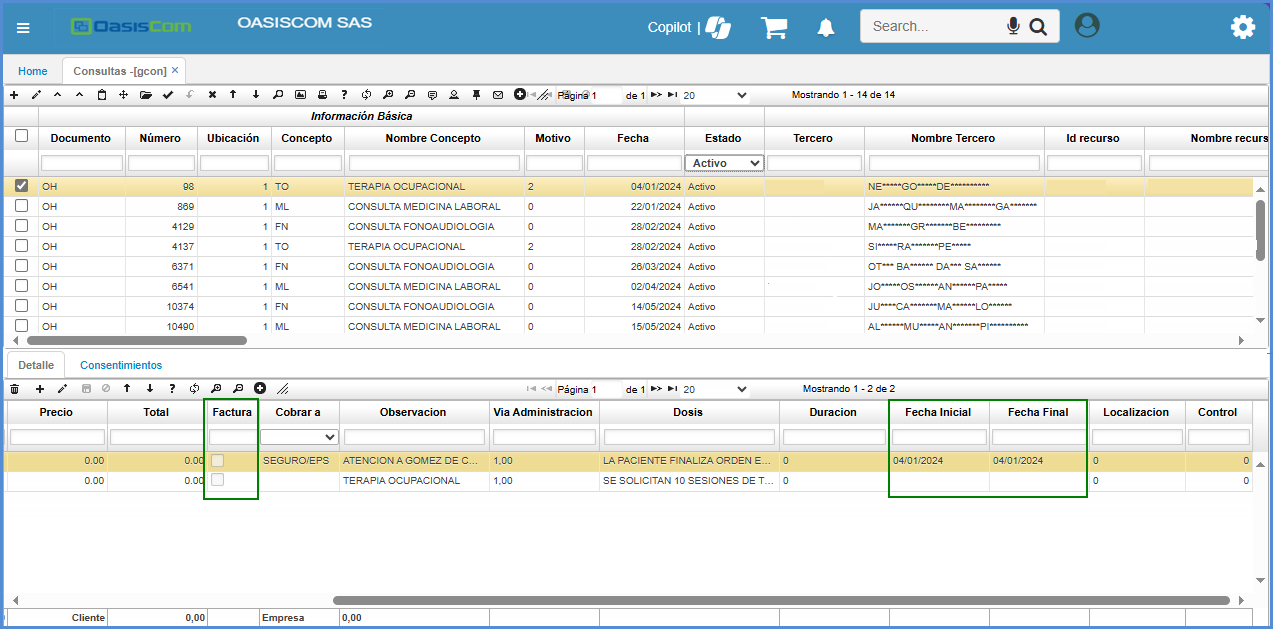 OasisCom OASISCOM SAS Copilot | Search...
Home Consultas -[gcon] ×
Página 1 de 1 20 Mostrando 1 - 14 de 14
Información Básica
Documento Número Ubicación Concepto Nombre Concepto Motivo Fecha Estado Tercero Nombre Tercero Id recurso Nombre recurs
Activo
OH 98 1 TO TERAPIA OCUPACIONAL 2 04/01/2024 Activo NE*****GO*****DE**********
OH 869 1 ML CONSULTA MEDICINA LABORAL 0 22/01/2024 Activo JA******QU********MA********GA*******
OH 4129 1 FN CONSULTA FONOAUDIOLOGIA 0 28/02/2024 Activo MA*******GR*******BE*********
OH 4137 1 TO TERAPIA OCUPACIONAL 2 28/02/2024 Activo SI*****RA*******PE*****
OH 6371 1 FN CONSULTA FONOAUDIOLOGIA 0 26/03/2024 Activo OT*** BA****** DA*** SA******
OH 6541 1 ML CONSULTA MEDICINA LABORAL 0 02/04/2024 Activo JO*****OS******AN******PA*****
OH 10374 1 FN CONSULTA FONOAUDIOLOGIA 0 14/05/2024 Activo JU****CA*******MA******LO******
OH 10490 1 ML CONSULTA MEDICINA LABORAL 0 15/05/2024 Activo AL******MU*****AN*******PI**********
Detalle Consentimientos
Página 1 de 1 20 Mostrando 1 - 2 de 2
Precio Total Factura Cobrar a Observacion Via Administracion Dosis Duracion Fecha Inicial Fecha Final Localizacion Control
0.00 0.00 SEGURO/EPS ATENCION A GOMEZ DE C... 1,00 LA PACIENTE FINALIZA ORDEN E... 0 04/01/2024 04/01/2024 0 0
0.00 0.00 TERAPIA OCUPACIONAL 1,00 SE SOLICITAN 10 SESIONES DE T... 0 0 0
Cliente 0,00 Empresa 0,00